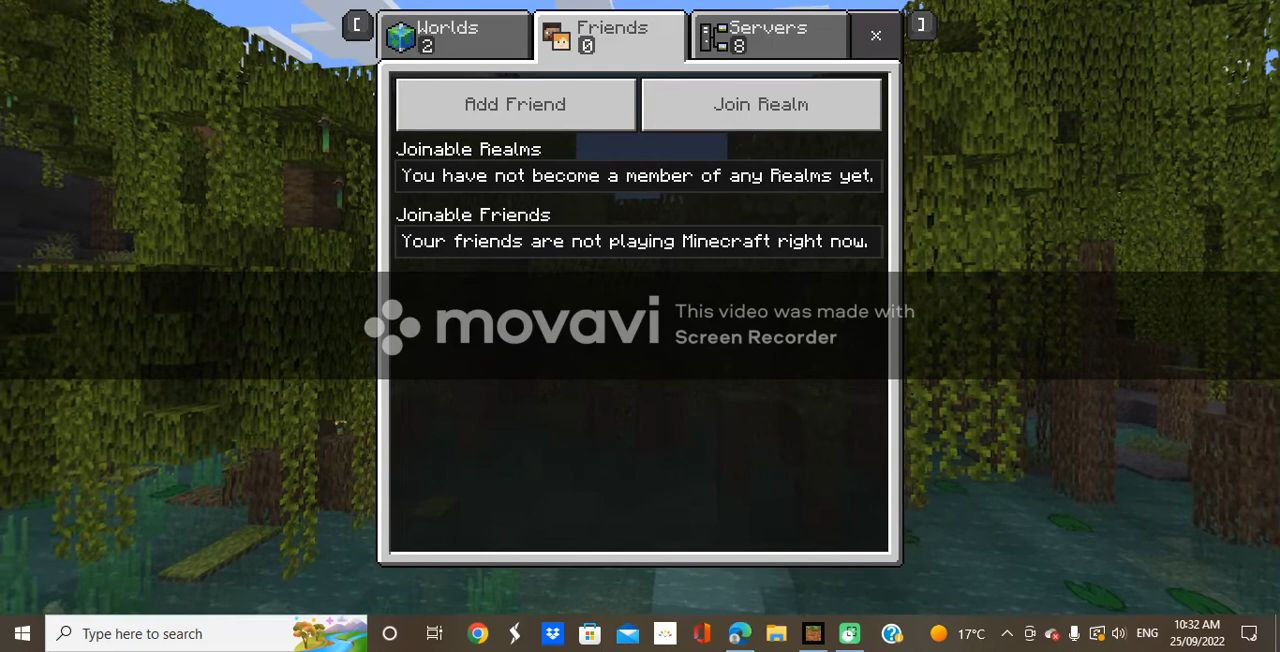 [ Worlds 2 Friends 0 Servers 8 × ]
Add Friend Join Realm
Joinable Realms
You have not become a member of any Realms yet.
Joinable Friends
Your friends are not playing Minecraft right now.
movavi This video was made with
Screen Recorder
Type here to search 17°C ENG 10:32 AM
25/09/2022